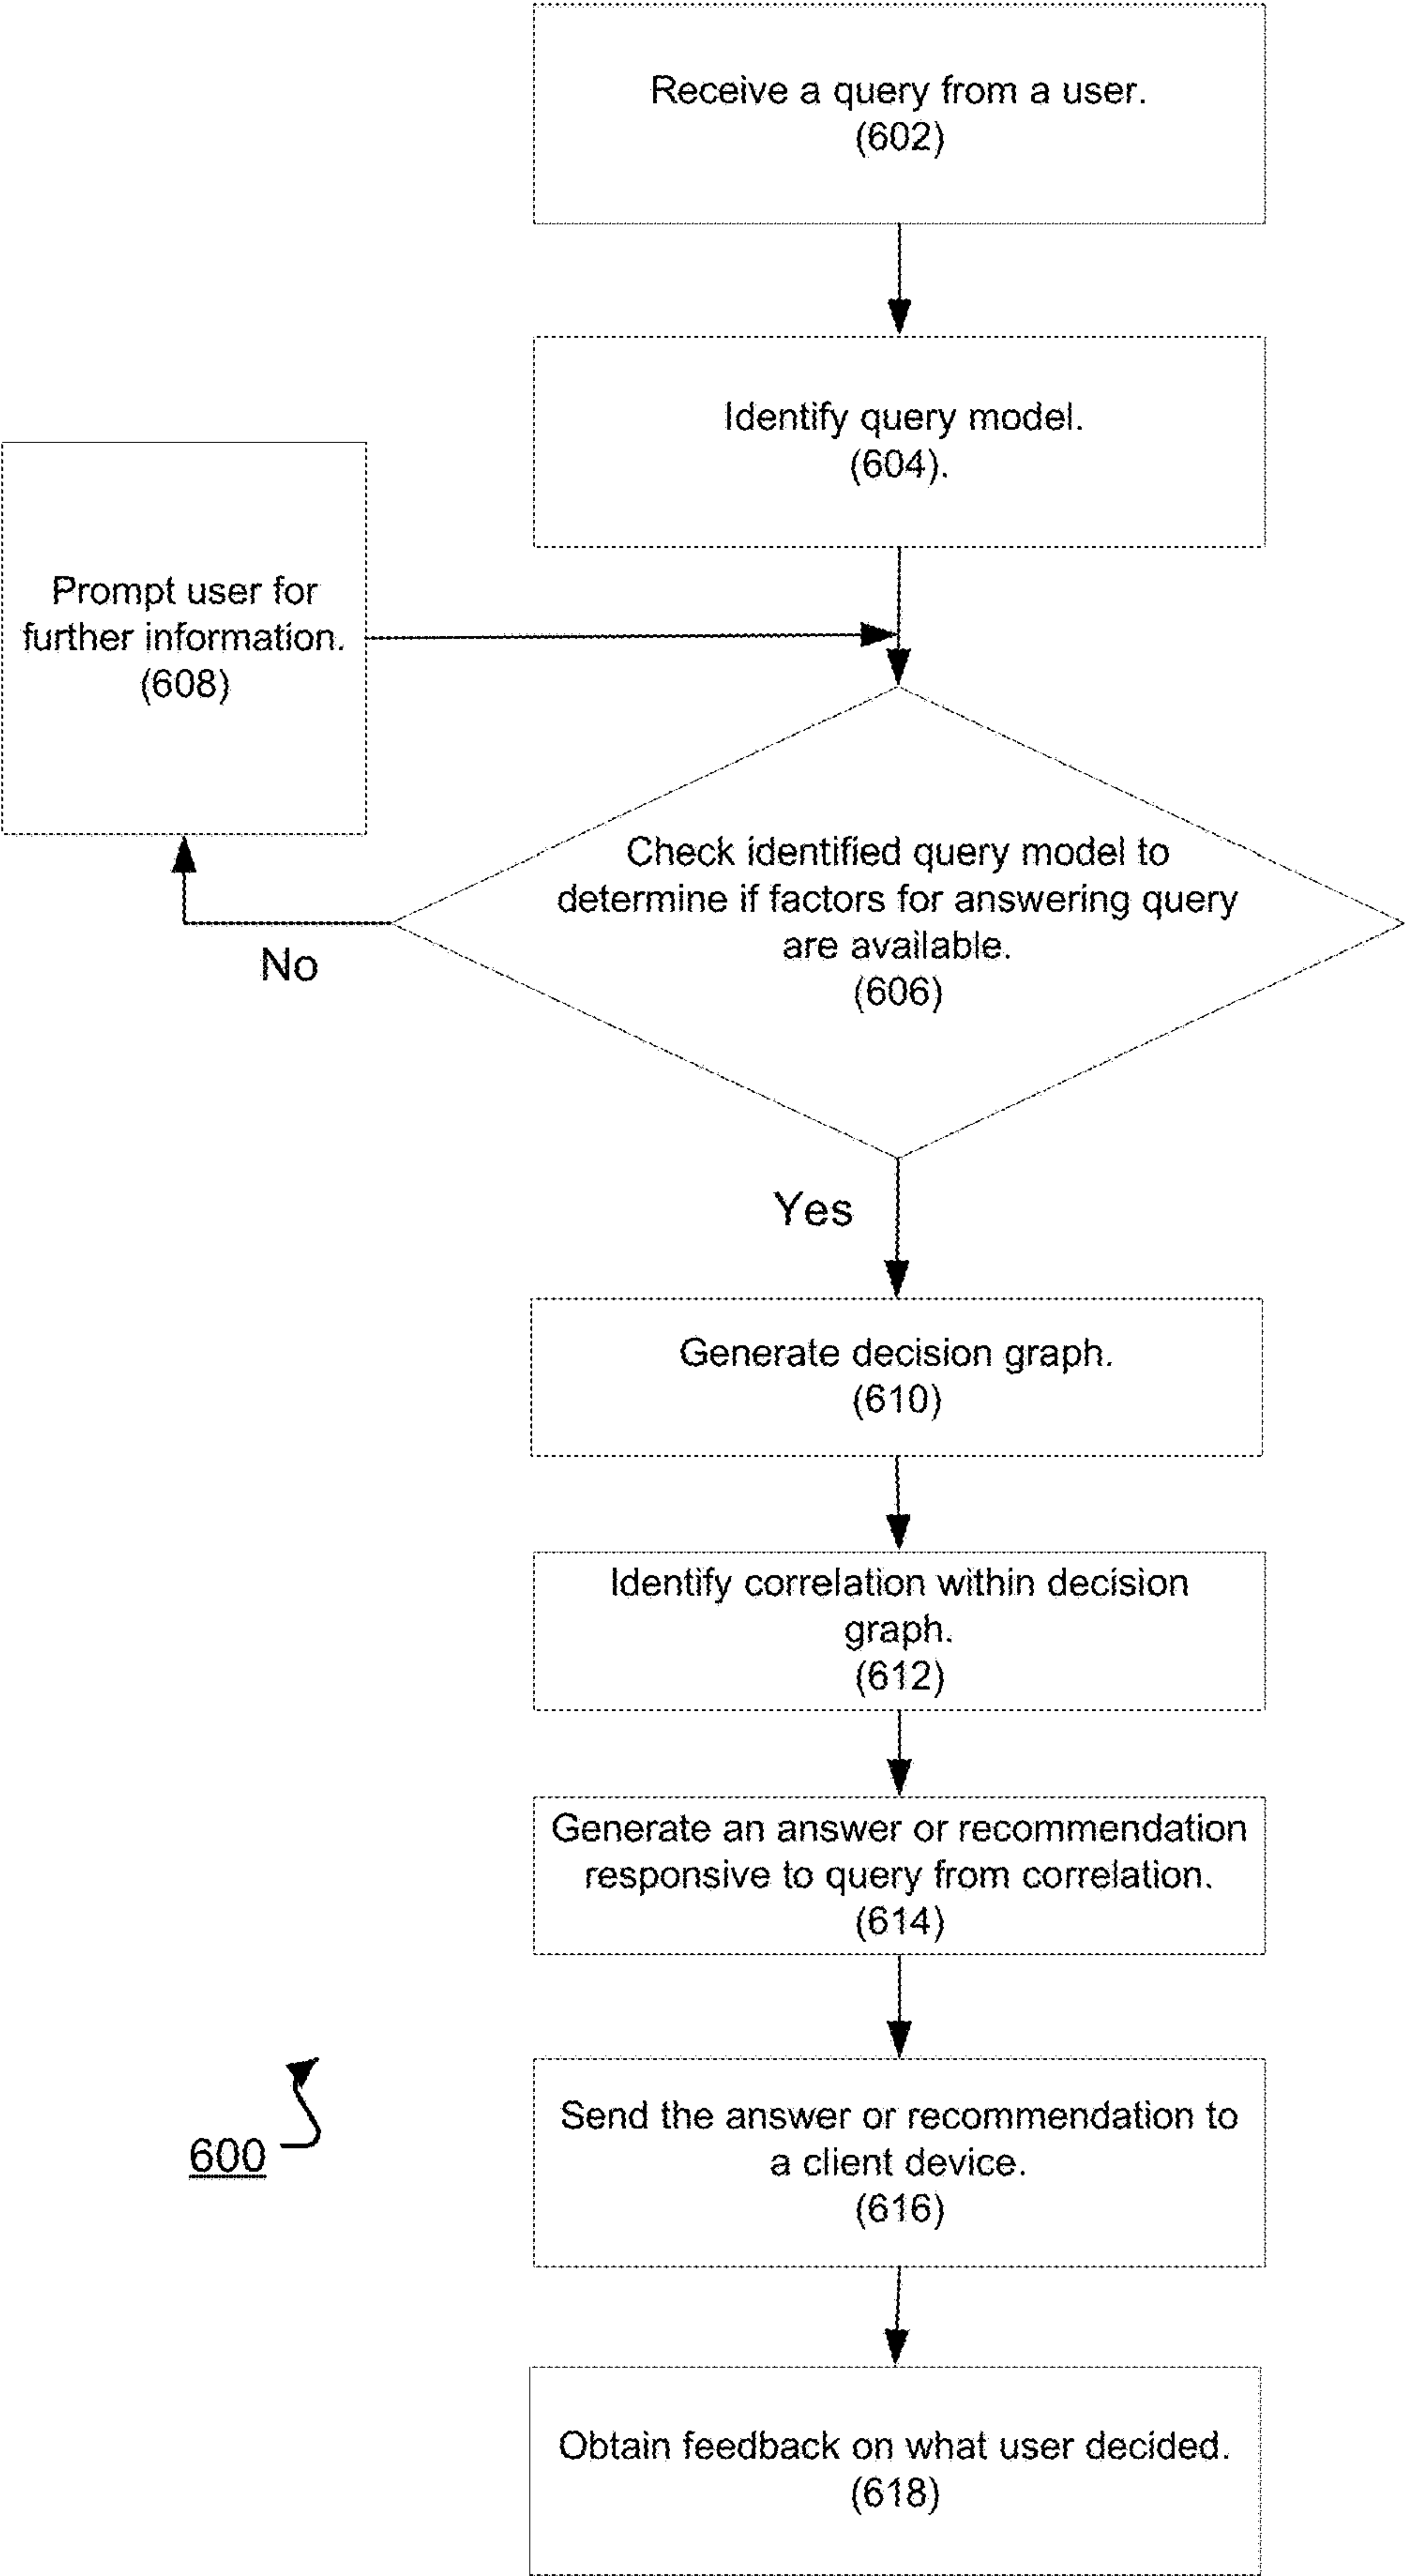 Receive a query from a user.
(602)
Identify query model.
(604).
Prompt user for
further information.
(608)
Check identified query model to
determine if factors for answering query
are available.
(606)
No
Yes
Generate decision graph.
(610)
Identify correlation within decision
graph.
(612)
Generate an answer or recommendation
responsive to query from correlation.
(614)
Send the answer or recommendation to
a client device.
(616)
600
Obtain feedback on what user decided.
(618)